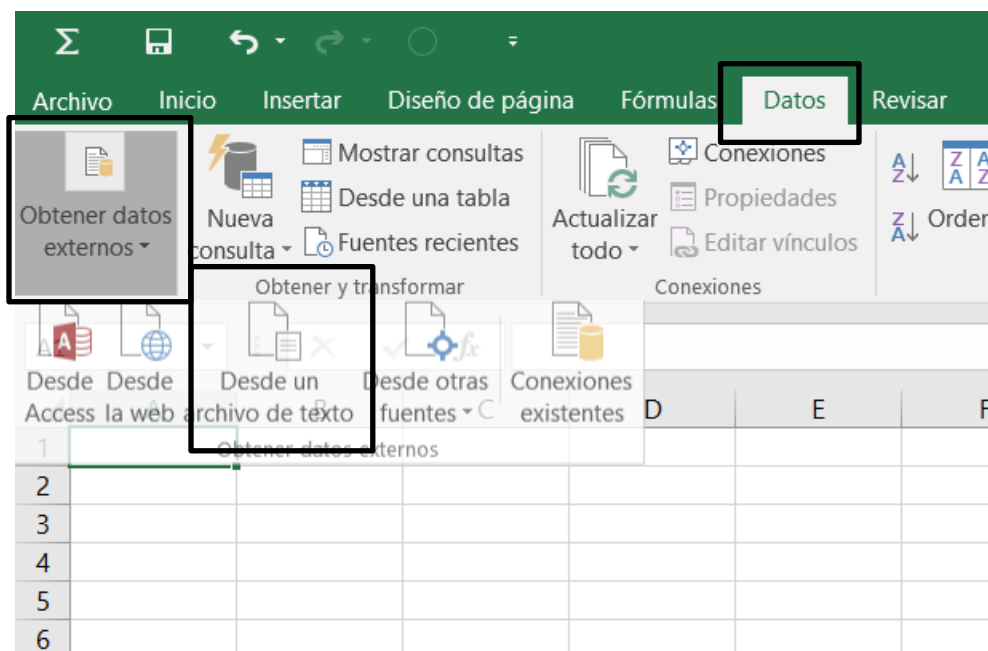 Archivo Inicio Insertar Diseño de página Fórmulas Datos Revisar
Obtener datos
externos
Nueva
consulta
Mostrar consultas
Desde una tabla
Fuentes recientes
Obtener y transformar
Actualizar
todo
Conexiones
Propiedades
Editar vínculos
Conexiones
Desde
Access
Desde
la web
Desde un
archivo de texto
Desde otras
fuentes
Conexiones
existentes
Obtener datos externos
A B C D E F
1
2
3
4
5
6